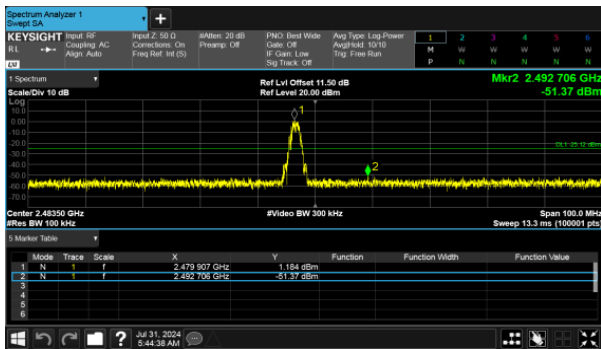 Spectrum Analyzer 1
Swept SA
+
KEYSIGHT Input: RF Input Z: 50 Ω #Atten: 20 dB PNO: Best Wide Avg Type: Log-Power 1 2 3 4 5 6
RL Coupling: AC Corrections: On Preamp: Off Gate: Off Avg|Hold: 10/10 M W W W W W
Align: Auto Freq Ref: Int (S) IF Gain: Low Trig: Free Run P N N N N N
LXI Sig Track: Off
1 Spectrum Ref Lvl Offset 11.50 dB Mkr2 2.492 706 GHz
Scale/Div 10 dB Ref Level 20.00 dBm -51.37 dBm
Log
10.0
0.00
-10.0
-20.0
-30.0
-40.0
-50.0
-60.0
-70.0
1
DL1 -25.12 dBm
2
Center 2.48350 GHz #Video BW 300 kHz Span 100.0 MHz
#Res BW 100 kHz Sweep 13.3 ms (100001 pts)
5 Marker Table
Mode Trace Scale X Y Function Function Width Function Value
1 N 1 f 2.479 907 GHz 1.184 dBm
2 N 1 f 2.492 706 GHz -51.37 dBm
3
4
5
6
? Jul 31, 2024
5:44:38 AM